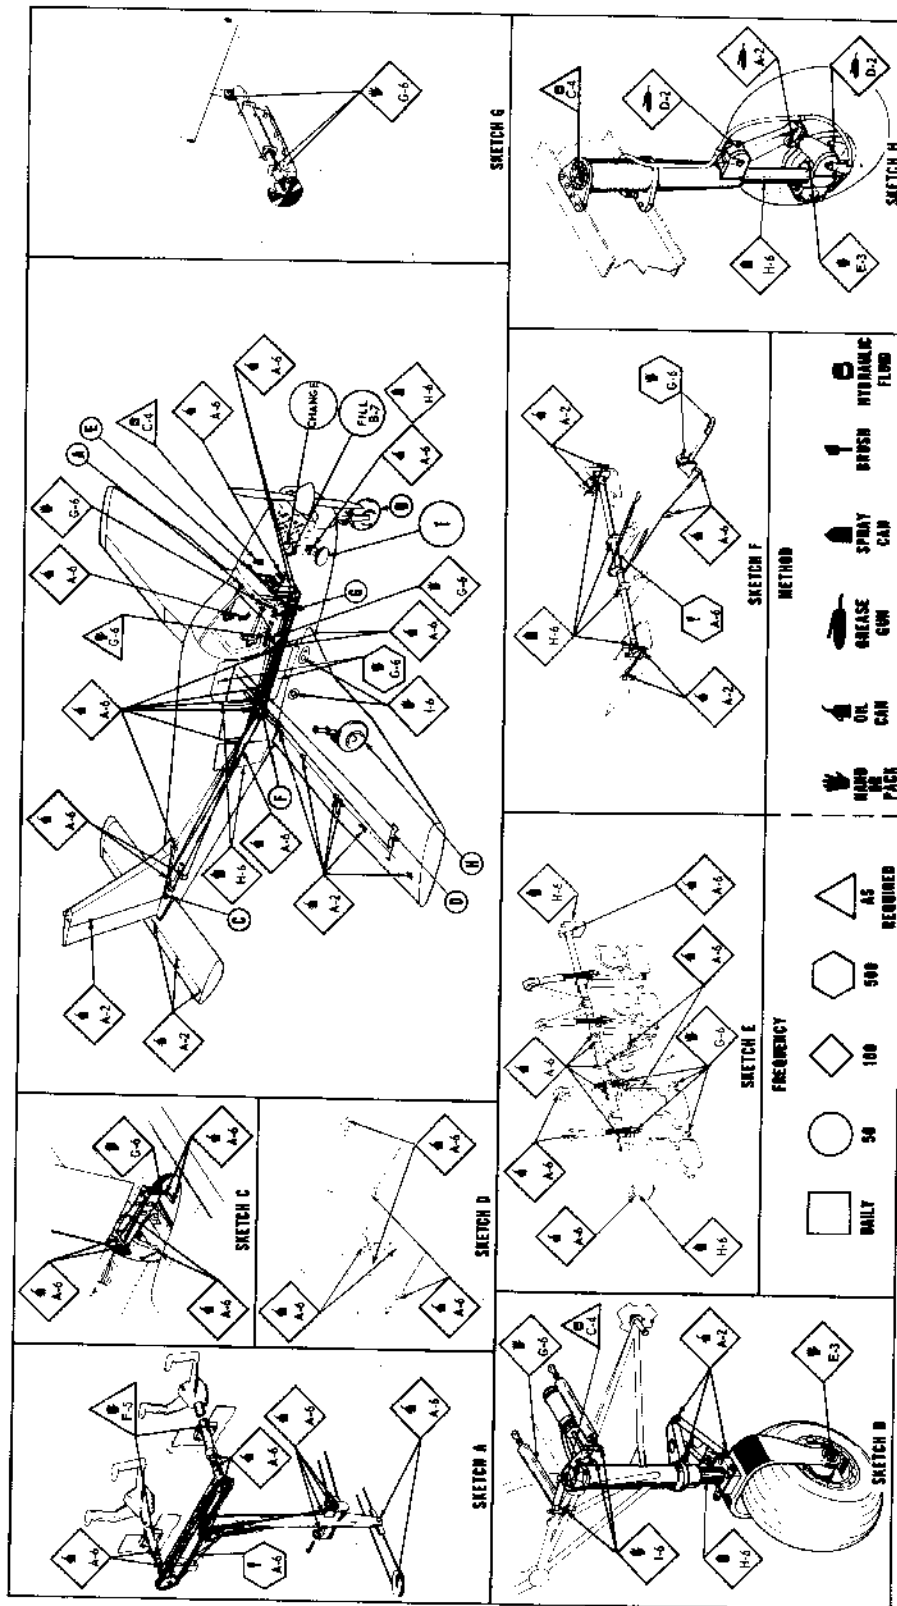 SKETCH A
F-3
A-6
A-6
A-6
A-6
A-6
SKETCH C
G-6
A-6
A-6
A-6
SKETCH D
A-6
A-6
A-6
A-2
A-2
A-6
A-6
G-6
A-6
G-6
A
E
C-4
A-6
A-6
CHANGE
FILL
B-7
H-6
A-6
B
G
G-6
A-6
G-6
I-6
H
D
F
A-6
H-6
A-2
C
SKETCH G
G-6
SKETCH B
G-6
C-4
A-2
E-3
I-6
H-6
SKETCH E
H-6
A-6
A-6
A-6
G-6
A-6
A-6
H-6
SKETCH F
A-2
G-6
A-6
H-6
A-6
A-2
SKETCH H
C-4
D-2
A-2
D-2
H-6
E-3
FREQUENCY
DAILY
50
100
500
AS
REQUIRED
METHOD
HAND
OR
PACK
OIL
CAN
GREASE
GUN
SPRAY
CAN
BRUSH
HYDRAULIC
FLUID